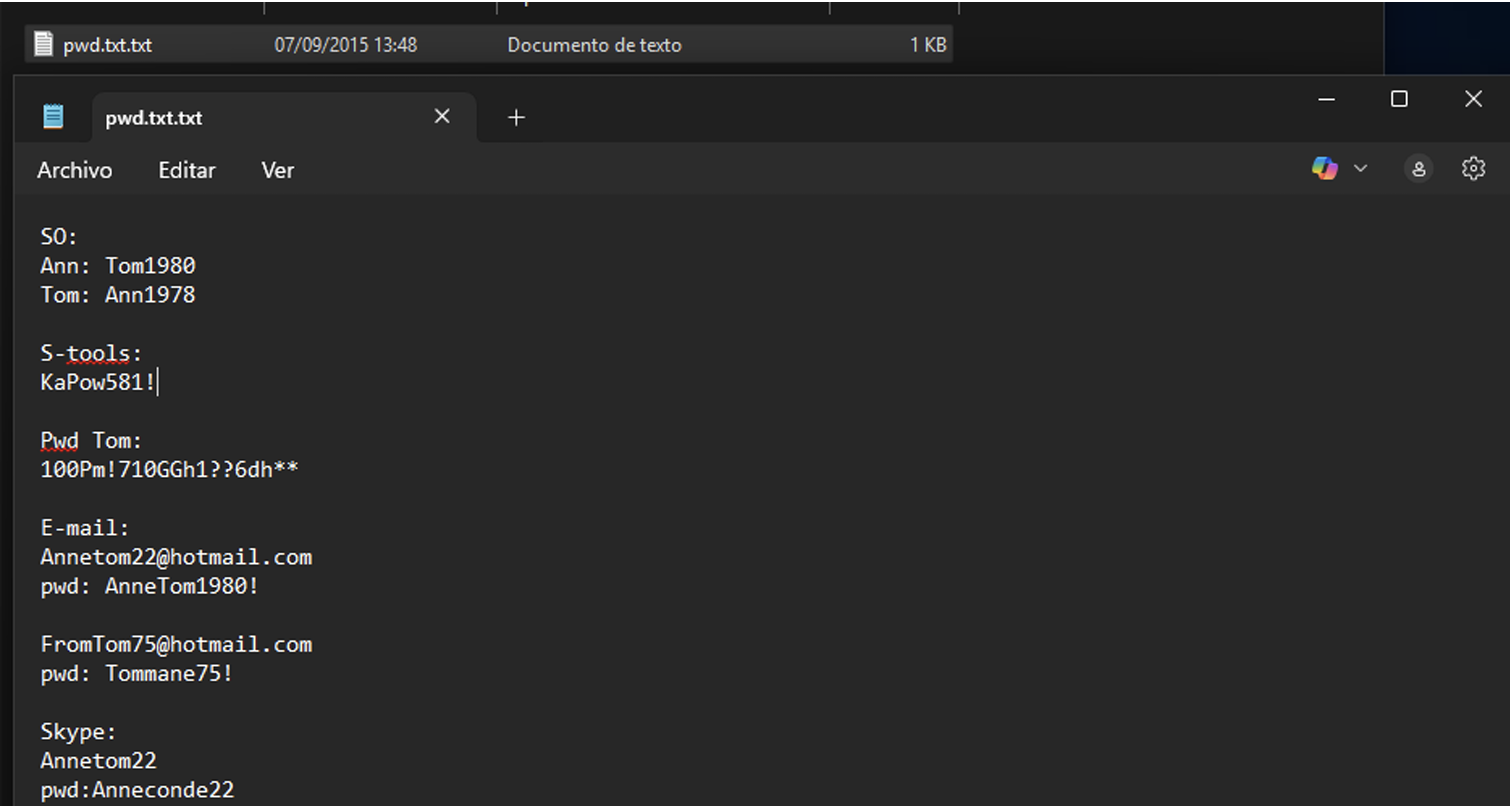 pwd.txt.txt 07/09/2015 13:48 Documento de texto 1 KB
pwd.txt.txt
Archivo Editar Ver
SO:
Ann: Tom1980
Tom: Ann1978
S-tools:
KaPow581!
Pwd Tom:
100Pm!710GGh1??6dh**
E-mail:
Annetom22@hotmail.com
pwd: AnneTom1980!
FromTom75@hotmail.com
pwd: Tommane75!
Skype:
Annetom22
pwd:Anneconde22